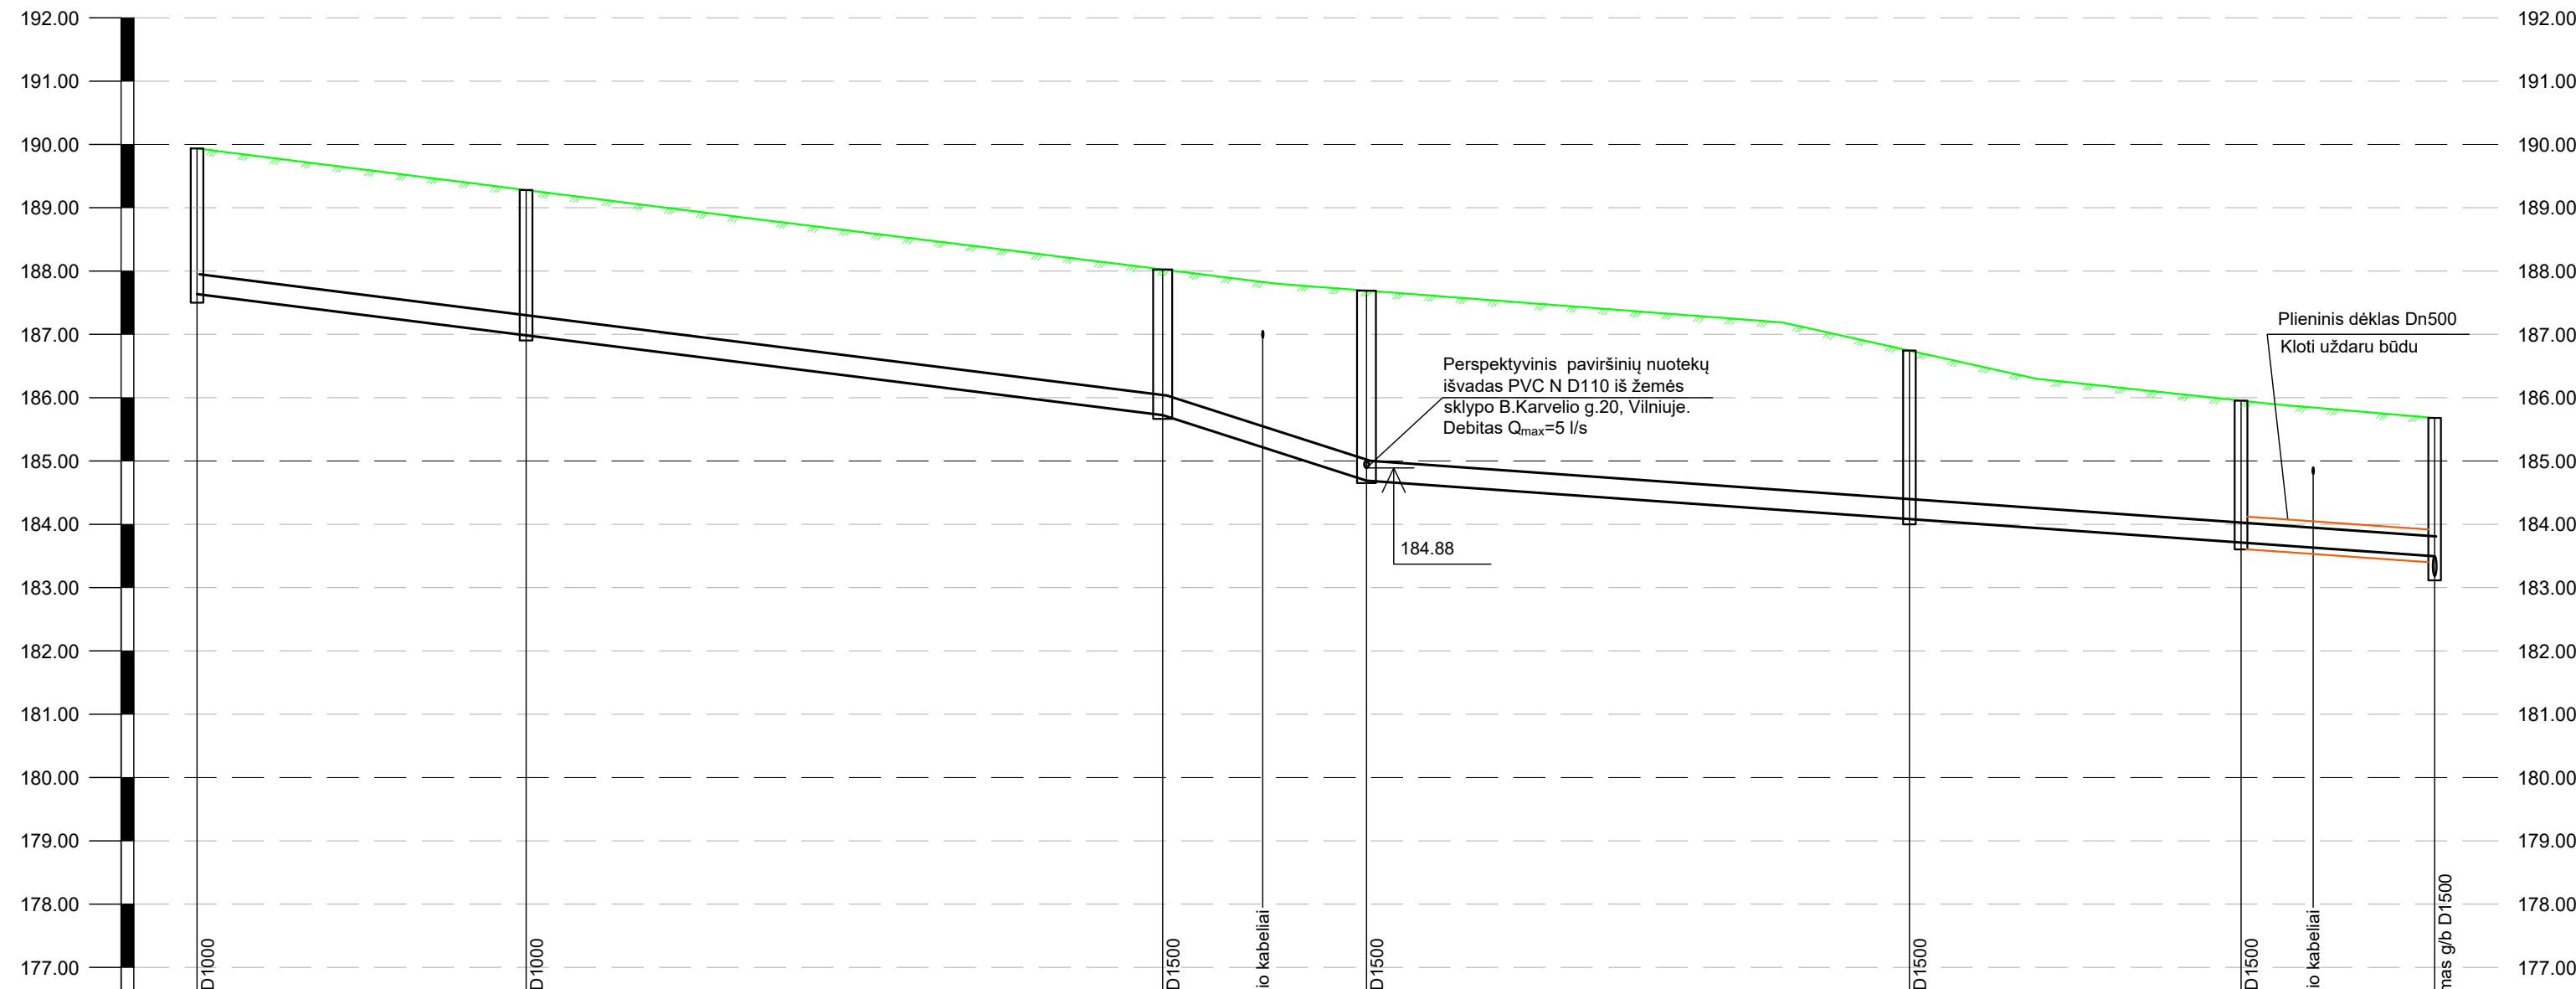 192.00 192.00
191.00 191.00
190.00 190.00
189.00 189.00
188.00 188.00
187.00 187.00
186.00 186.00
185.00 185.00
184.00 184.00
183.00 183.00
182.00 182.00
181.00 181.00
180.00 180.00
179.00 179.00
178.00 178.00
177.00 177.00
Plieninis dėklas Dn500
Kloti uždaru būdu
Perspektyvinis paviršinių nuotekų
išvadas PVC N D110 iš žemės
sklypo B.Karvelio g.20, Vilniuje.
Debitas Qmax=5 l/s
184.88
D1000
D1000
D1500
io kabeliai
D1500
D1500
D1500
io kabeliai
mas g/b D1500